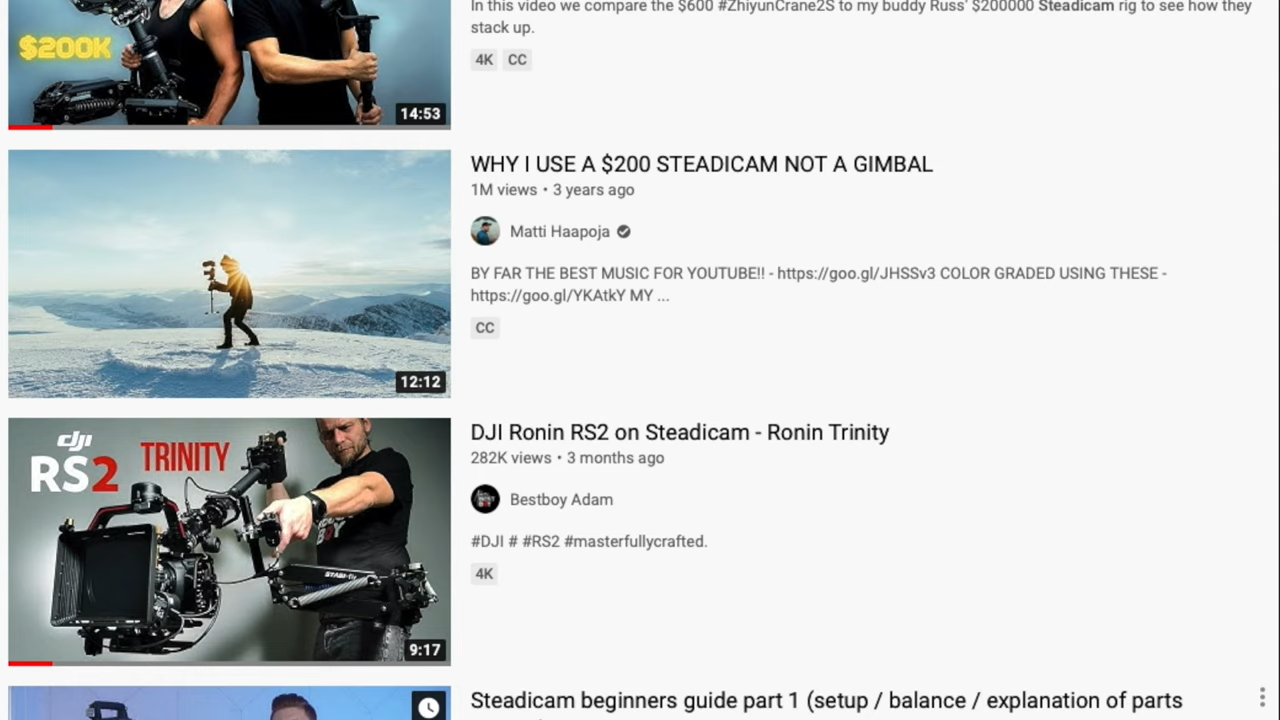 In this video we compare the $600 #ZhiyunCrane2S to my buddy Russ' $200000 Steadicam rig to see how they
stack up.
$200K
4K CC
14:53
WHY I USE A $200 STEADICAM NOT A GIMBAL
1M views • 3 years ago
Matti Haapoja
BY FAR THE BEST MUSIC FOR YOUTUBE!! - https://goo.gl/JHSSv3 COLOR GRADED USING THESE -
https://goo.gl/YKAtkY MY ...
CC
12:12
dji
RS2
TRINITY
DJI Ronin RS2 on Steadicam - Ronin Trinity
282K views • 3 months ago
Bestboy Adam
#DJI # #RS2 #masterfullycrafted.
4K
9:17
Steadicam beginners guide part 1 (setup / balance / explanation of parts